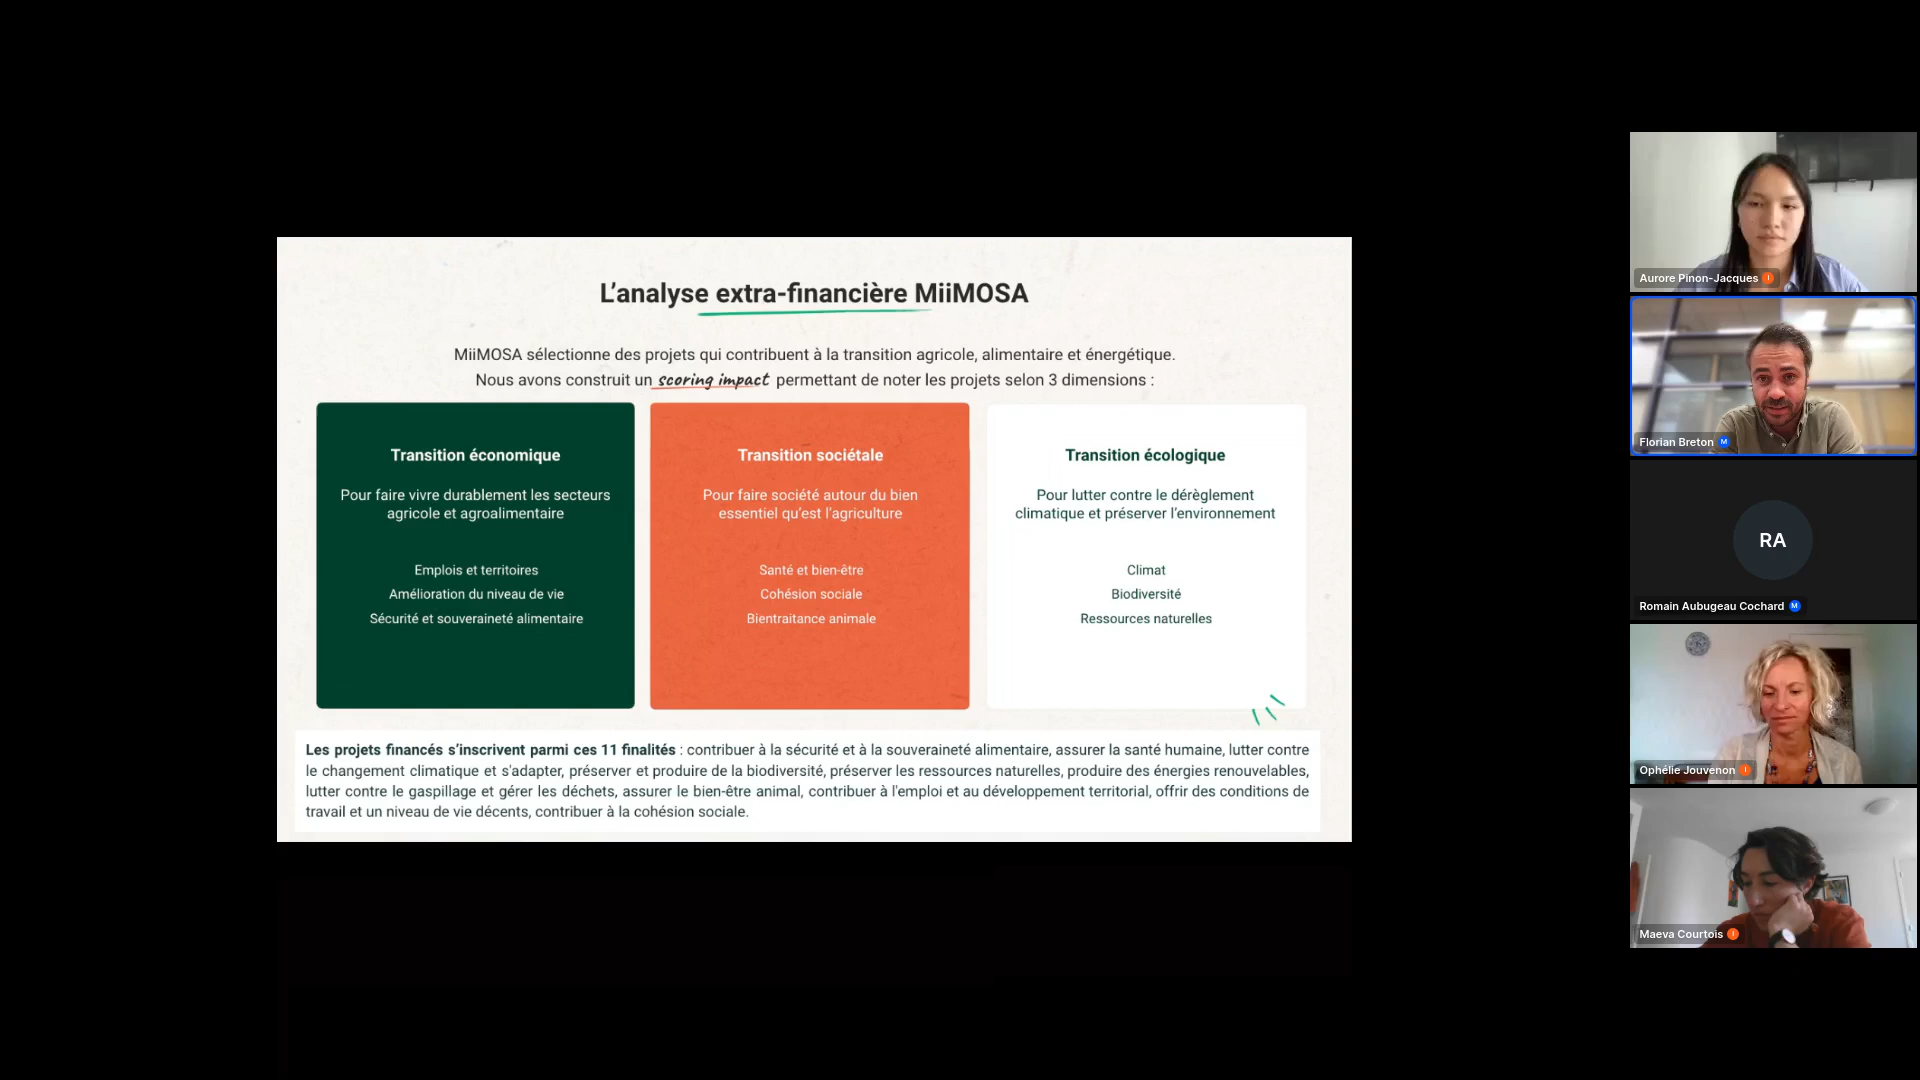 L’analyse extra-financière MiiMOSA
MiiMOSA sélectionne des projets qui contribuent à la transition agricole, alimentaire et énergétique.
Nous avons construit un scoring impact permettant de noter les projets selon 3 dimensions :
Transition économique
Pour faire vivre durablement les secteurs
agricole et agroalimentaire
Emplois et territoires
Amélioration du niveau de vie
Sécurité et souveraineté alimentaire
Transition sociétale
Pour faire société autour du bien
essentiel qu’est l’agriculture
Santé et bien-être
Cohésion sociale
Bientraitance animale
Transition écologique
Pour lutter contre le dérèglement
climatique et préserver l’environnement
Climat
Biodiversité
Ressources naturelles
Les projets financés s’inscrivent parmi ces 11 finalités : contribuer à la sécurité et à la souveraineté alimentaire, assurer la santé humaine, lutter contre
le changement climatique et s'adapter, préserver et produire de la biodiversité, préserver les ressources naturelles, produire des énergies renouvelables,
lutter contre le gaspillage et gérer les déchets, assurer le bien-être animal, contribuer à l'emploi et au développement territorial, offrir des conditions de
travail et un niveau de vie décents, contribuer à la cohésion sociale.
Aurore Pinon-Jacques I
Florian Breton M
RA
Romain Aubugeau Cochard M
Ophélie Jouvenon I
Maeva Courtois I